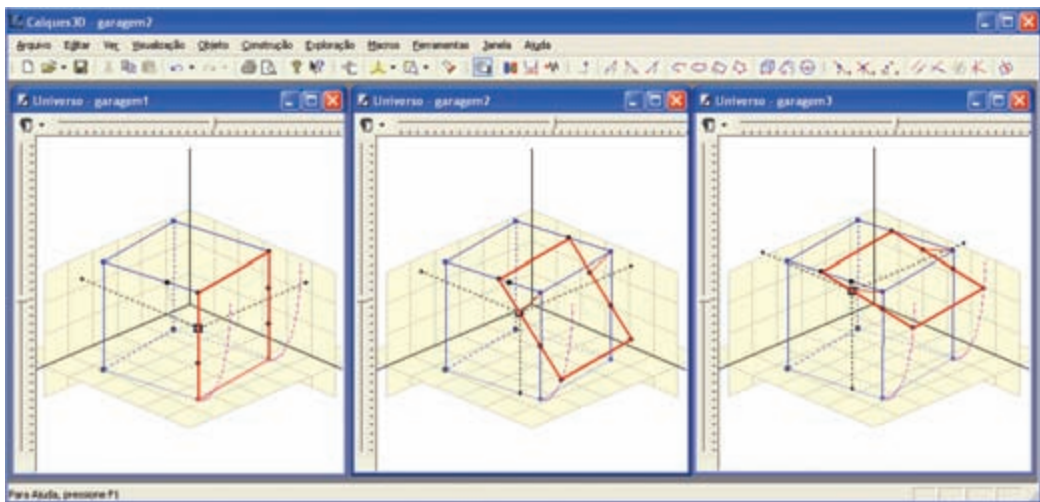 Calques3D - garagem2
Arquivo Editar Ver Visualização Objeto Construção Exploração Macros Ferramentas Janela Ajuda
Universo - garagem1
Universo - garagem2
Universo - garagem3
Para Ajuda, pressione F1